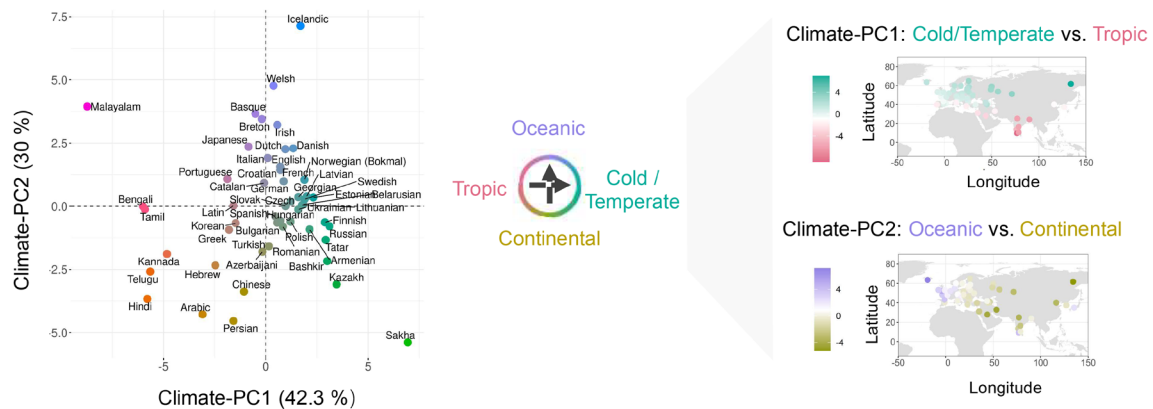 7.5
5.0
2.5
0.0
-2.5
5.0
-5
0
5
Climate-PC2 (30 %)
Climate-PC1 (42.3 %)
Icelandic
Welsh
Malayalam
Basque
Breton
Irish
Japanese
Dutch
Danish
Italian
English
Norwegian (Bokmal)
Portuguese
Croatian
French
Latvian
Catalan
German
Georgian
Swedish
Bengali
Slovak
Czech
Estonian
Belarusian
Tamil
Latin
Spanish
Hungarian
Ukrainian
Lithuanian
Korean
Bulgarian
Finnish
Greek
Polish
Russian
Kannada
Turkish
Romanian
Tatar
Telugu
Hebrew
Azerbaijani
Bashkir
Armenian
Chinese
Kazakh
Hindi
Arabic
Persian
Sakha
Oceanic
Tropic
Cold /
Temperate
Continental
Climate-PC1: Cold/Temperate vs. Tropic
4
0
-4
Latitude
80
60
40
20
0
-50
0
50
100
150
Longitude
Climate-PC2: Oceanic vs. Continental
4
0
-4
Latitude
80
60
40
20
0
-50
0
50
100
150
Longitude